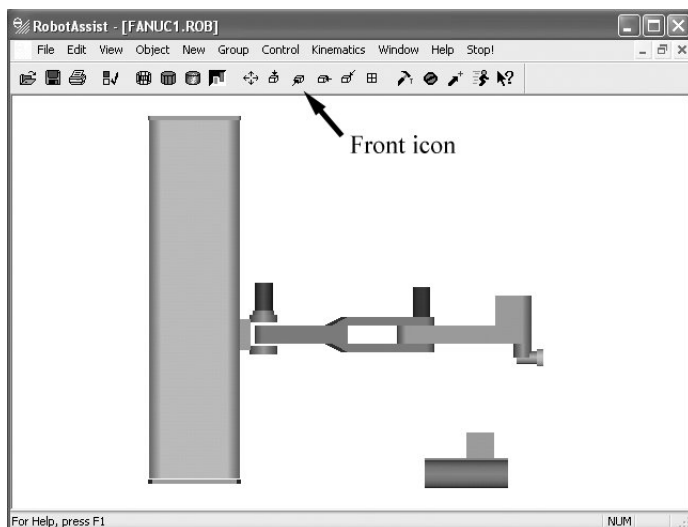 RobotAssist - [FANUC1.ROB]
File Edit View Object New Group Control Kinematics Window Help Stop!
Front icon
For Help, press F1 NUM